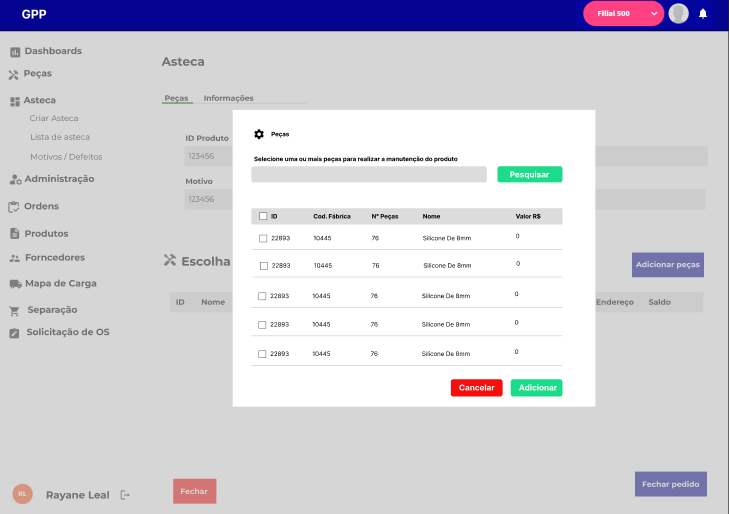 GPP
Filial 500
Dashboards
Peças
Asteca
Criar Asteca
Lista de asteca
Motivos / Defeitos
Administração
Ordens
Produtos
Forncedores
Mapa de Carga
Separação
Solicitação de OS
RL
Rayane Leal
Asteca
Peças Informações
ID Produto
123456
Motivo
123456
Escolha
Adicionar peças
ID Nome Endereço Saldo
Fechar
Fechar pedido
Peças
Selecione uma ou mais peças para realizar a manutenção do produto
Pesquisar
ID Cod. Fábrica N° Peças Nome Valor R$
22893 10445 76 Silicone De 8mm 0
22893 10445 76 Silicone De 8mm 0
22893 10445 76 Silicone De 8mm 0
22893 10445 76 Silicone De 8mm 0
22893 10445 76 Silicone De 8mm 0
Cancelar Adicionar